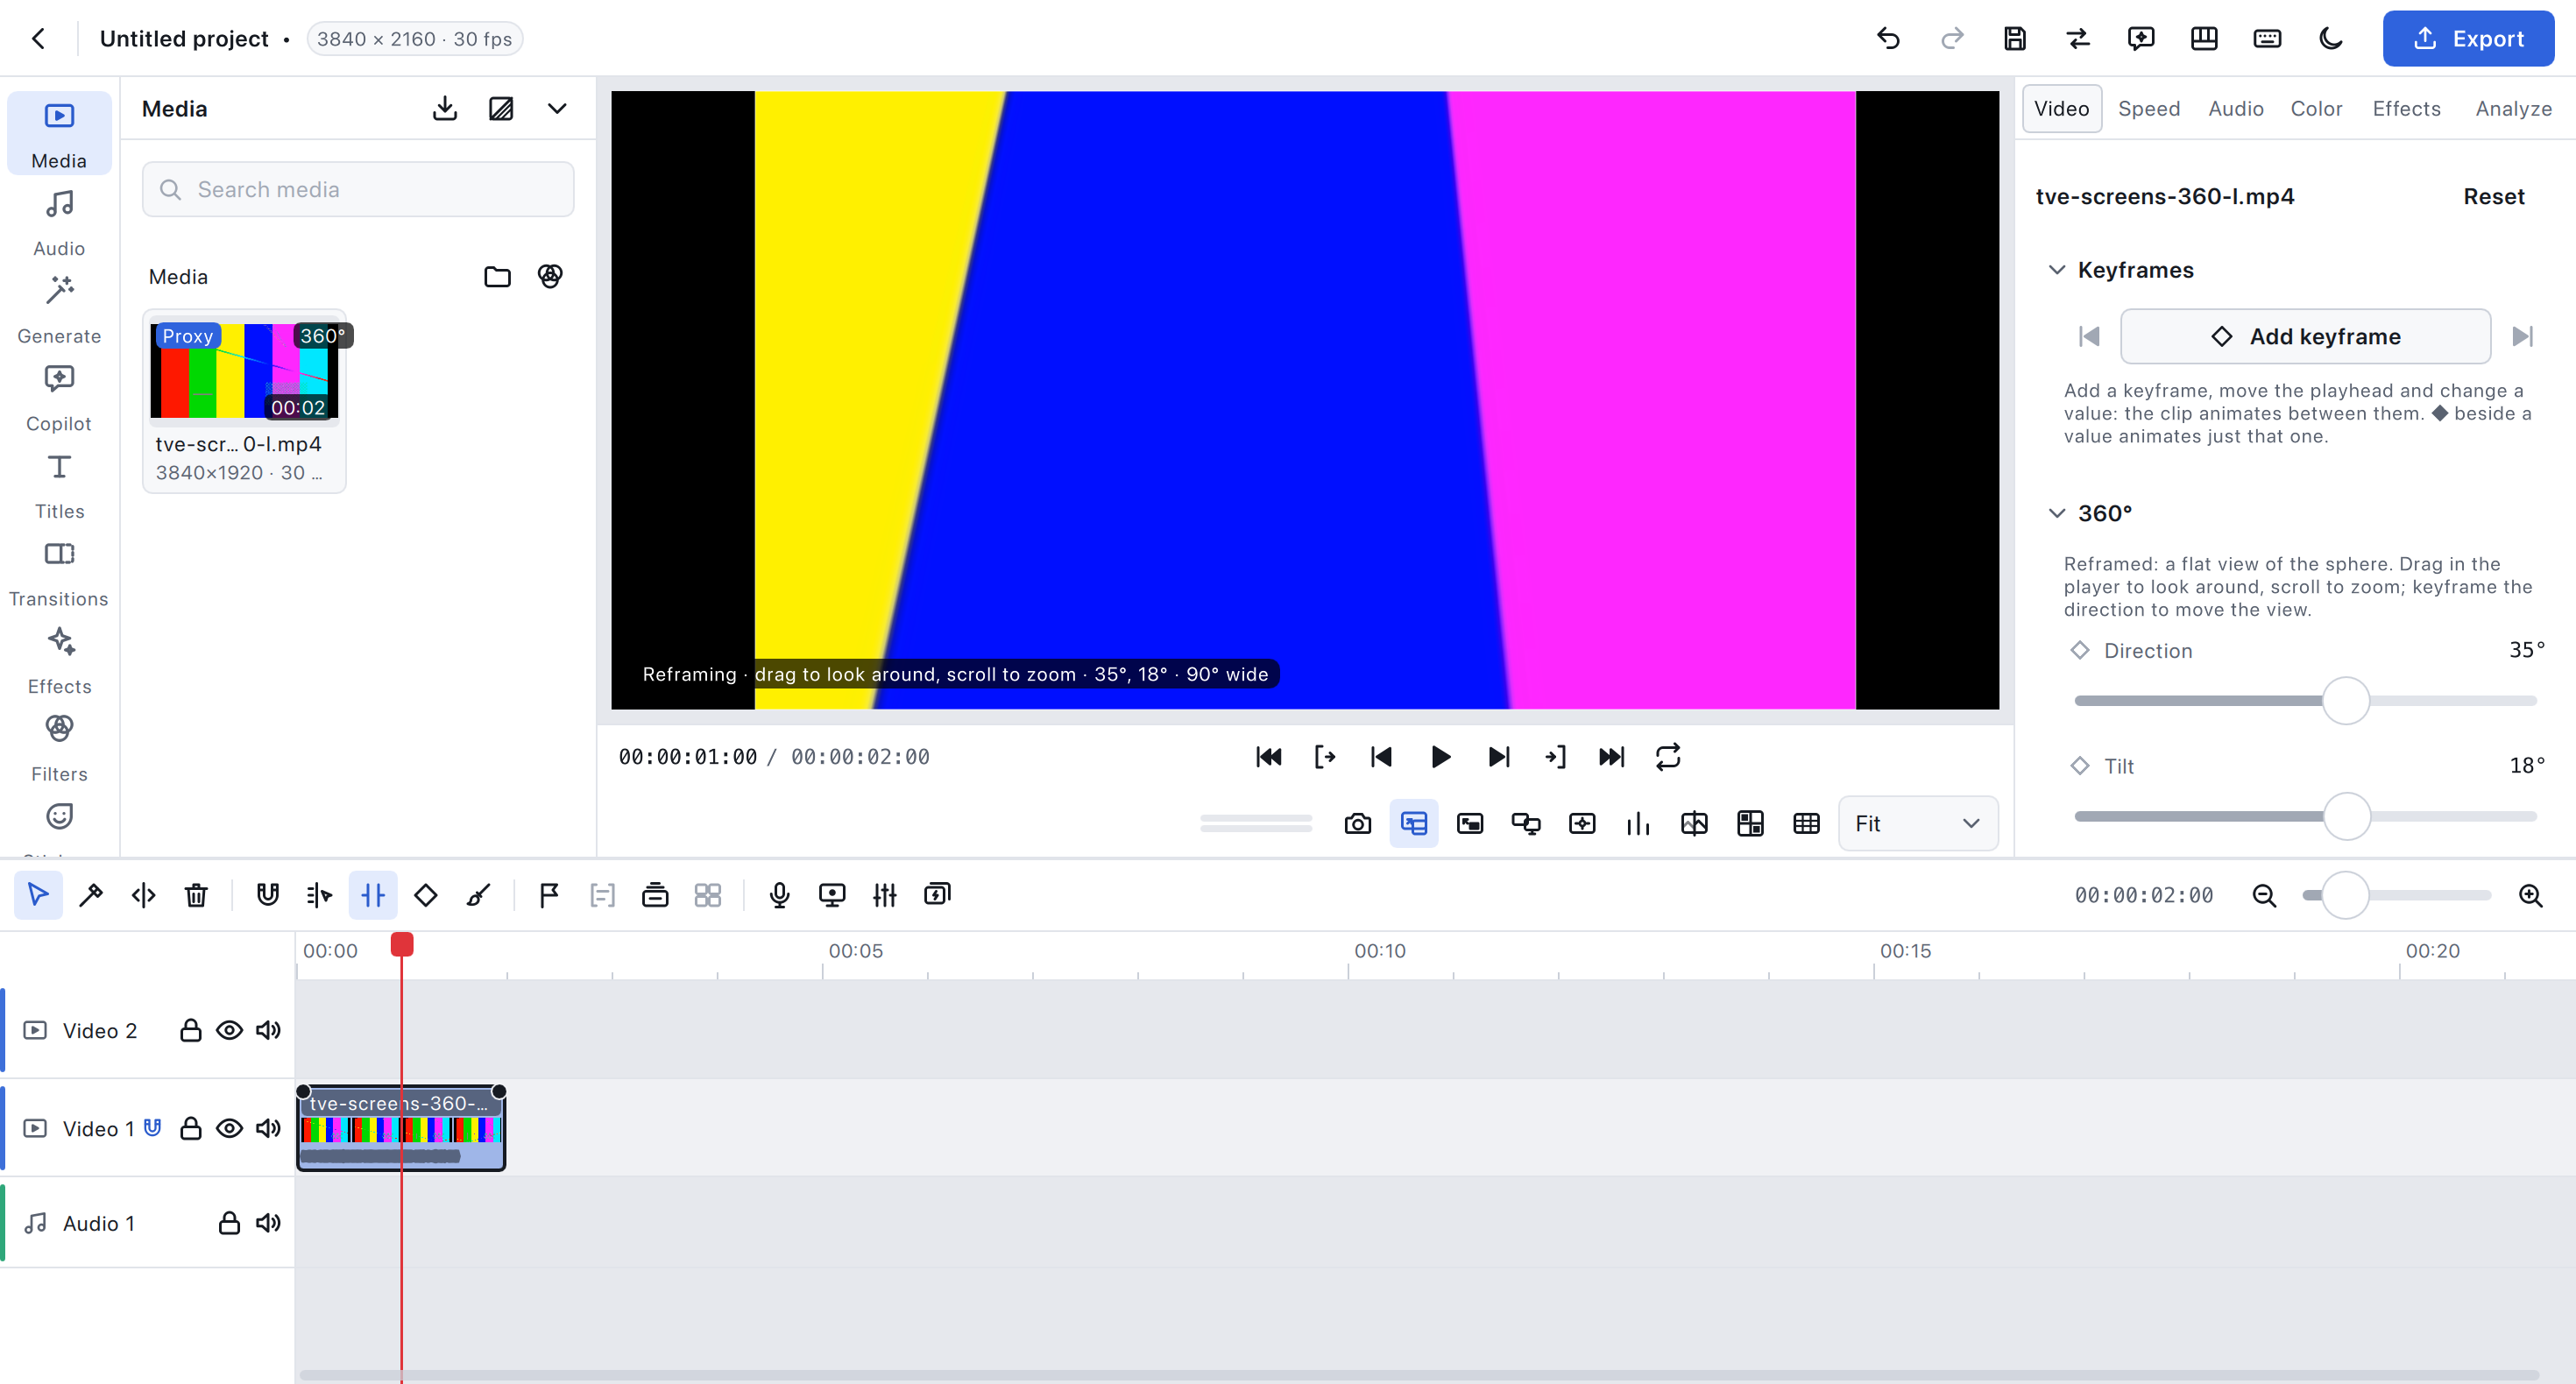 Untitled project •
3840 × 2160 · 30 fps
Export
Media
Audio
Generate
Copilot
Titles
Transitions
Effects
Filters
Media
Search media
Media
Proxy
360°
00:02
tve-scr... 0-l.mp4
3840×1920 · 30 ...
Reframing · drag to look around, scroll to zoom · 35°, 18° · 90° wide
00:00:01:00 / 00:00:02:00
Fit
Video
Speed
Audio
Color
Effects
Analyze
tve-screens-360-l.mp4
Reset
Keyframes
Add keyframe
Add a keyframe, move the playhead and change a
value: the clip animates between them. ◆ beside a
value animates just that one.
360°
Reframed: a flat view of the sphere. Drag in the
player to look around, scroll to zoom; keyframe the
direction to move the view.
Direction
35°
Tilt
18°
00:00:02:00
00:00
00:05
00:10
00:15
00:20
Video 2
Video 1
tve-screens-360-...
Audio 1